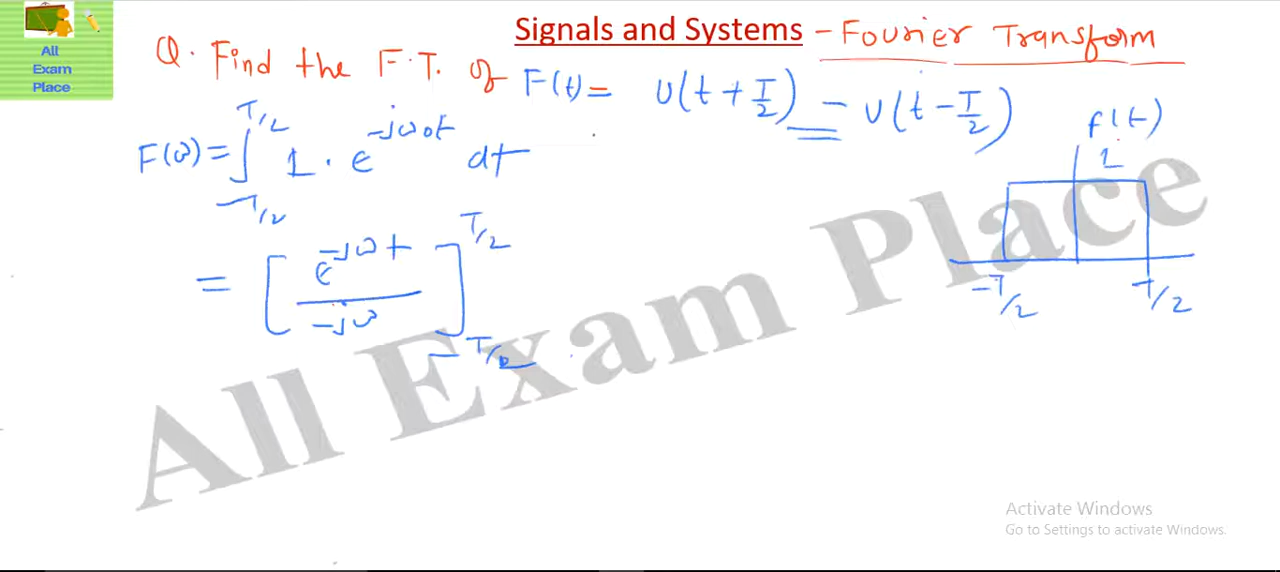 All
Exam
Place
Signals and Systems - Fourier Transform
Q. Find the F.T. of F(t) = U(t + T/2) - U(t - T/2)
F(ω) = ∫_{-T/2}^{T/2} 1 · e^{-jωot} dt
f(t)
1
-T/2 T/2
= [ e^{-jωt} / -jω ]_{-T/2}^{T/2}
All Exam Place
Activate Windows
Go to Settings to activate Windows.